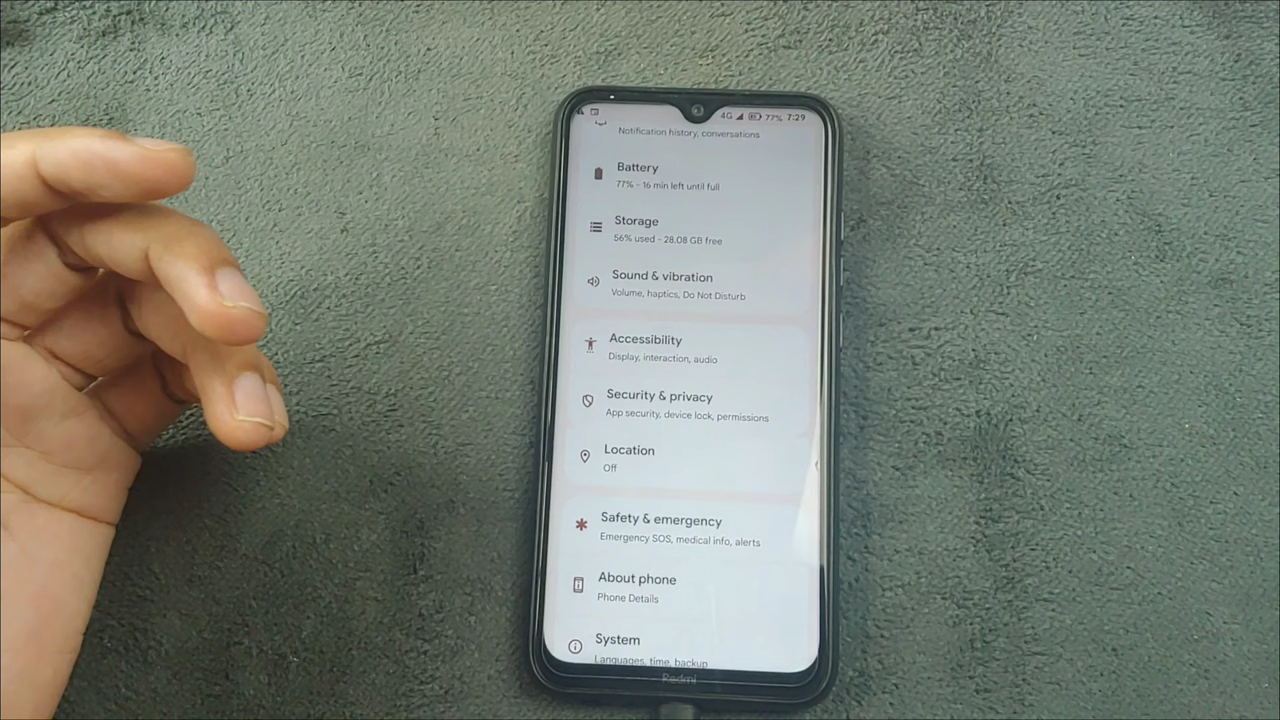 4G 77% 7:29
Notification history, conversations
Battery
77% - 16 min left until full
Storage
56% used - 28.08 GB free
Sound & vibration
Volume, haptics, Do Not Disturb
Accessibility
Display, interaction, audio
Security & privacy
App security, device lock, permissions
Location
Off
Safety & emergency
Emergency SOS, medical info, alerts
About phone
Phone Details
System
Languages, time, backup
Redmi